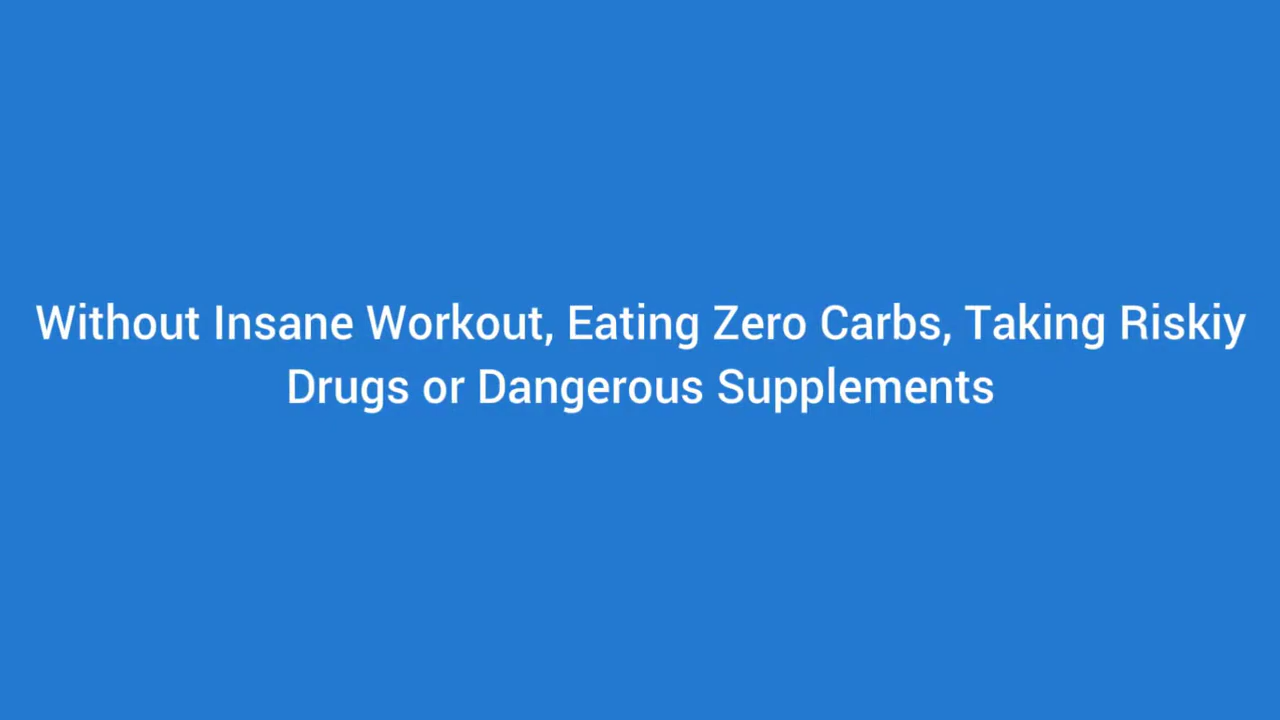 Without Insane Workout, Eating Zero Carbs, Taking Riskiy
Drugs or Dangerous Supplements